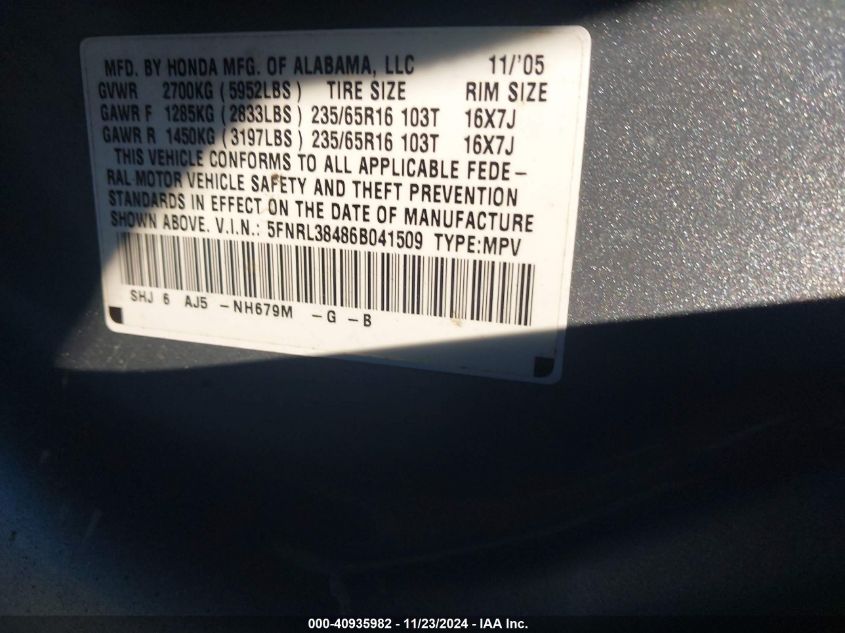 MFD. BY HONDA MFG. OF ALABAMA, LLC 11/'05
GVWR 2700KG (5952LBS) TIRE SIZE RIM SIZE
GAWR F 1285KG (2833LBS) 235/65R16 103T 16X7J
GAWR R 1450KG (3197LBS) 235/65R16 103T 16X7J
THIS VEHICLE CONFORMS TO ALL APPLICABLE FEDE-
RAL MOTOR VEHICLE SAFETY AND THEFT PREVENTION
STANDARDS IN EFFECT ON THE DATE OF MANUFACTURE
SHOWN ABOVE. V.I.N.: 5FNRL38486B041509 TYPE:MPV
SHJ 6 AJ5 -NH679M -G -B
000-40935982 - 11/23/2024 - IAA Inc.